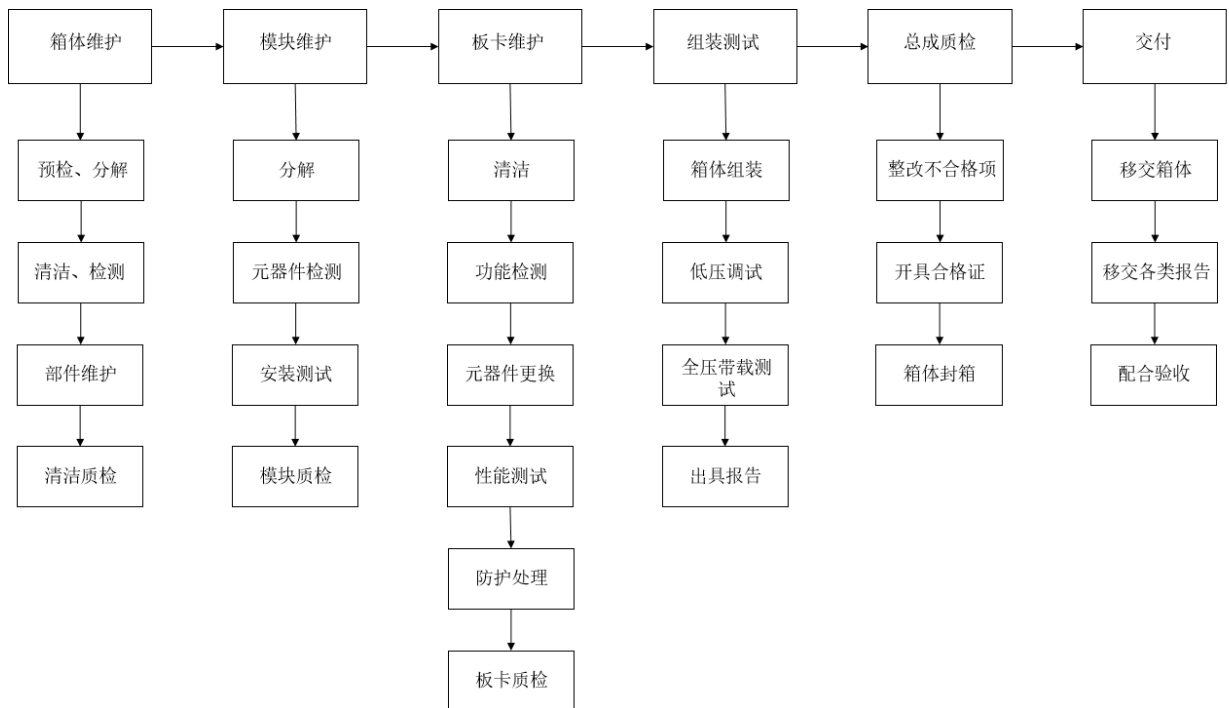 箱体维护
模块维护
板卡维护
组装测试
总成质检
交付
预检、分解
分解
清洁
箱体组装
整改不合格项
移交箱体
清洁、检测
元器件检测
功能检测
低压调试
开具合格证
移交各类报告
部件维护
安装测试
元器件更换
全压带载测
试
箱体封箱
配合验收
清洁质检
模块质检
性能测试
出具报告
防护处理
板卡质检